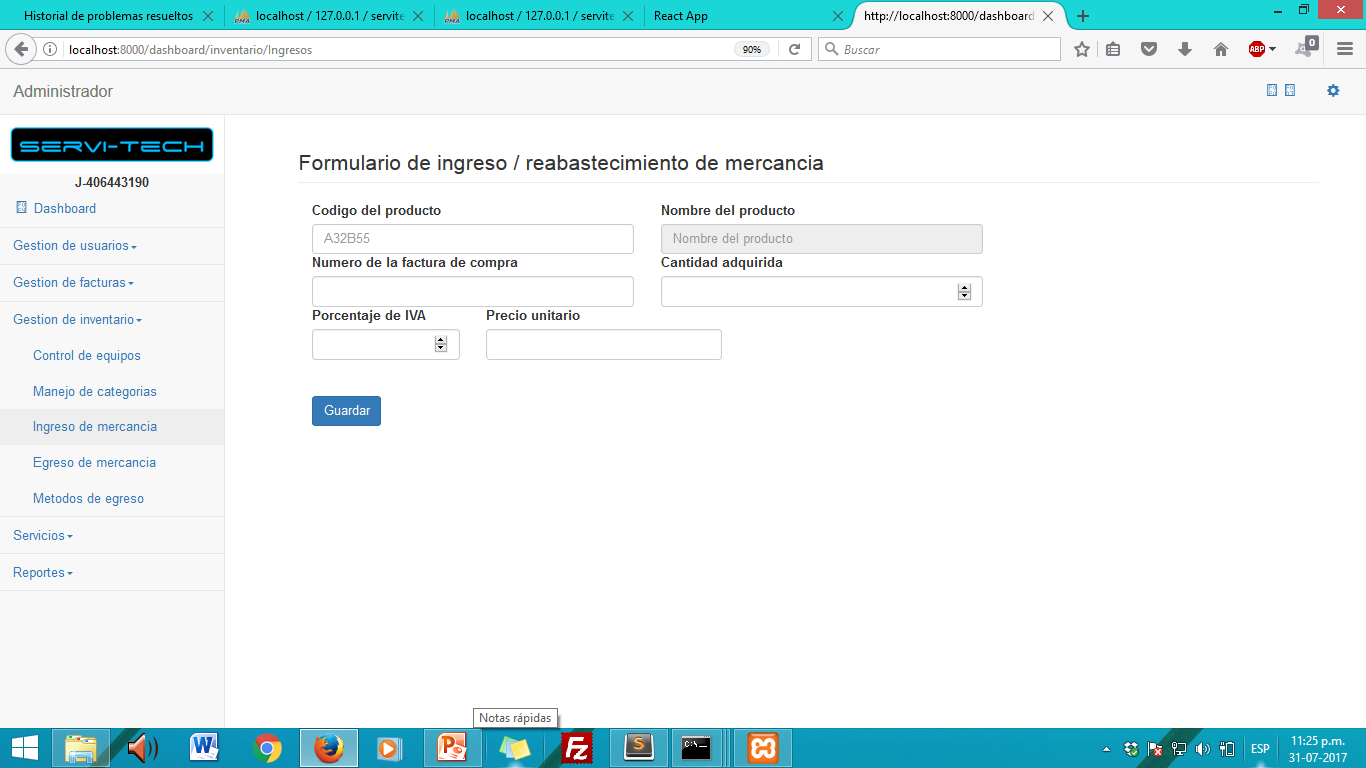 Historial de problemas resueltos
localhost / 127.0.0.1 / servite
localhost / 127.0.0.1 / servite
React App
http://localhost:8000/dashboard
localhost:8000/dashboard/inventario/Ingresos
90%
Buscar
ABP
0
Administrador
SERVI-TECH
J-406443190
Dashboard
Gestion de usuarios
Gestion de facturas
Gestion de inventario
Control de equipos
Manejo de categorias
Ingreso de mercancia
Egreso de mercancia
Metodos de egreso
Servicios
Reportes
Formulario de ingreso / reabastecimiento de mercancia
Codigo del producto
Nombre del producto
A32B55
Nombre del producto
Numero de la factura de compra
Cantidad adquirida
Porcentaje de IVA
Precio unitario
Guardar
Notas rápidas
ESP
11:25 p.m.
31-07-2017